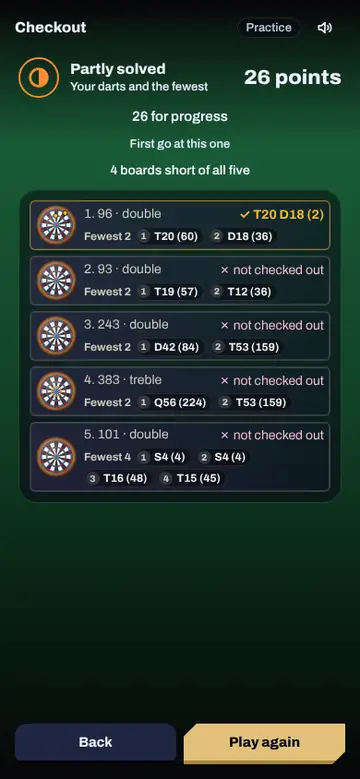 Checkout
Practice
Partly solved
Your darts and the fewest
26 points
26 for progress
First go at this one
4 boards short of all five
1. 96 · double ✓ T20 D18 (2)
Fewest 2 1 T20 (60) 2 D18 (36)
2. 93 · double × not checked out
Fewest 2 1 T19 (57) 2 T12 (36)
3. 243 · double × not checked out
Fewest 2 1 D42 (84) 2 T53 (159)
4. 383 · treble × not checked out
Fewest 2 1 Q56 (224) 2 T53 (159)
5. 101 · double × not checked out
Fewest 4 1 S4 (4) 2 S4 (4)
3 T16 (48) 4 T15 (45)
Back
Play again